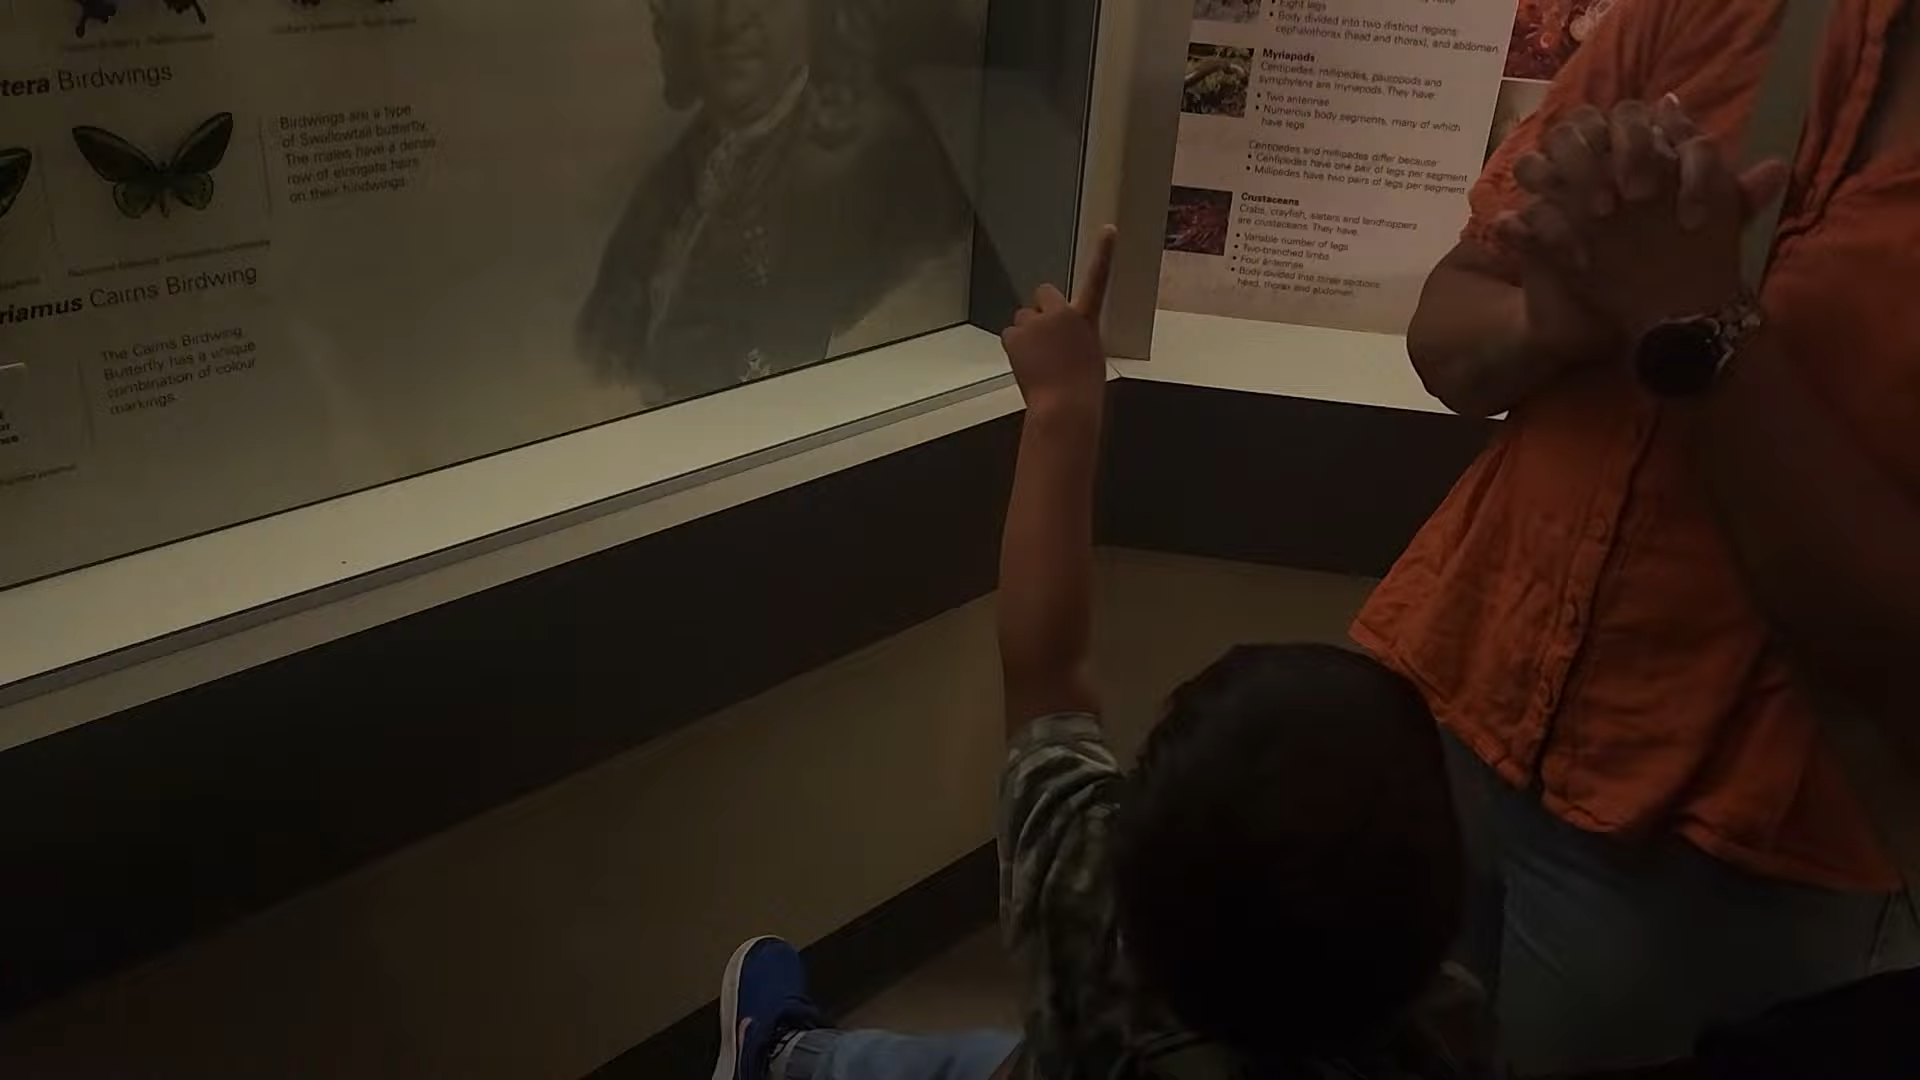 tera Birdwings
Birdwings are a type
of Swallowtail butterfly.
The males have a dense
row of elongate hairs
on their hindwings.
riamus Cairns Birdwing
The Cairns Birdwing
Butterfly has a unique
combination of colour
markings.
• Eight legs
• Body divided into two distinct regions:
cephalothorax (head and thorax), and abdomen.
Myriapods
Centipedes, millipedes, pauropods and
symphylans are myriapods. They have:
• Two antennae
• Numerous body segments, many of which
have legs
Centipedes and millipedes differ because:
• Centipedes have one pair of legs per segment
• Millipedes have two pairs of legs per segment
Crustaceans
Crabs, crayfish, slaters and landhoppers
are crustaceans. They have:
• Variable number of legs
• Two-branched limbs
• Four antennae
• Body divided into three sections:
head, thorax and abdomen.